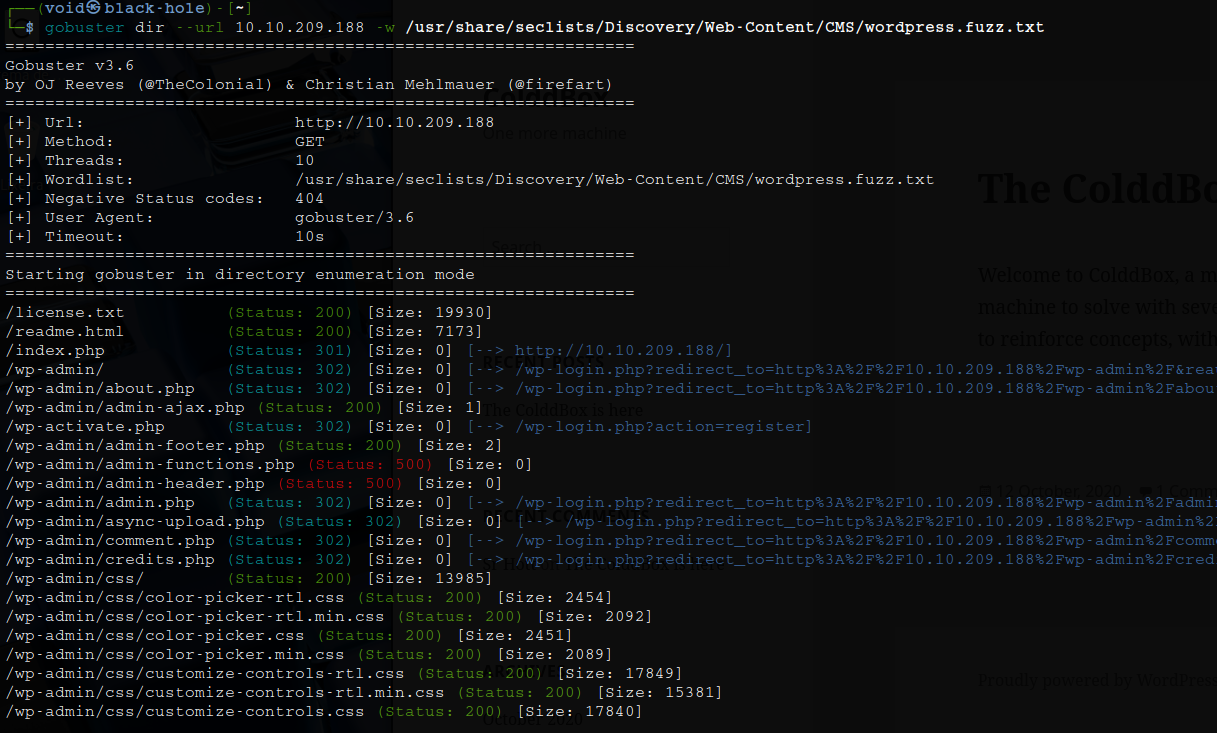 ┌──(void㉿black-hole)-[~]
└─$ gobuster dir --url 10.10.209.188 -w /usr/share/seclists/Discovery/Web-Content/CMS/wordpress.fuzz.txt
===============================================================
Gobuster v3.6
by OJ Reeves (@TheColonial) & Christian Mehlmauer (@firefart)
===============================================================
[+] Url:                     http://10.10.209.188
[+] Method:                  GET
[+] Threads:                 10
[+] Wordlist:                /usr/share/seclists/Discovery/Web-Content/CMS/wordpress.fuzz.txt
[+] Negative Status codes:   404
[+] User Agent:              gobuster/3.6
[+] Timeout:                 10s
===============================================================
Starting gobuster in directory enumeration mode
===============================================================
/license.txt          (Status: 200) [Size: 19930]
/readme.html          (Status: 200) [Size: 7173]
/index.php            (Status: 301) [Size: 0] [--> http://10.10.209.188/]
/wp-admin/            (Status: 302) [Size: 0] [--> /wp-login.php?redirect_to=http%3A%2F%2F10.10.209.188%2Fwp-admin%2F&rea
/wp-admin/about.php   (Status: 302) [Size: 0] [--> /wp-login.php?redirect_to=http%3A%2F%2F10.10.209.188%2Fwp-admin%2Fabou
/wp-admin/admin-ajax.php (Status: 200) [Size: 1]
/wp-activate.php      (Status: 302) [Size: 0] [--> /wp-login.php?action=register]
/wp-admin/admin-footer.php (Status: 200) [Size: 2]
/wp-admin/admin-functions.php (Status: 500) [Size: 0]
/wp-admin/admin-header.php (Status: 500) [Size: 0]
/wp-admin/admin.php   (Status: 302) [Size: 0] [--> /wp-login.php?redirect_to=http%3A%2F%2F10.10.209.188%2Fwp-admin%2Fadmi
/wp-admin/async-upload.php (Status: 302) [Size: 0] [--> /wp-login.php?redirect_to=http%3A%2F%2F10.10.209.188%2Fwp-admin%2
/wp-admin/comment.php (Status: 302) [Size: 0] [--> /wp-login.php?redirect_to=http%3A%2F%2F10.10.209.188%2Fwp-admin%2Fcomme
/wp-admin/credits.php (Status: 302) [Size: 0] [--> /wp-login.php?redirect_to=http%3A%2F%2F10.10.209.188%2Fwp-admin%2Fcred
/wp-admin/css/        (Status: 200) [Size: 13985]
/wp-admin/css/color-picker-rtl.css (Status: 200) [Size: 2454]
/wp-admin/css/color-picker-rtl.min.css (Status: 200) [Size: 2092]
/wp-admin/css/color-picker.css (Status: 200) [Size: 2451]
/wp-admin/css/color-picker.min.css (Status: 200) [Size: 2089]
/wp-admin/css/customize-controls-rtl.css (Status: 200) [Size: 17849]
/wp-admin/css/customize-controls-rtl.min.css (Status: 200) [Size: 15381]
/wp-admin/css/customize-controls.css (Status: 200) [Size: 17840]
One more machine
Search
RECENT POSTS
The ColddBox is here
October 2020
The ColddBo
Welcome to ColddBox, a m
machine to solve with seve
to reinforce concepts, with
13 October, 2020
1 Comm
Proudly powered by WordPress